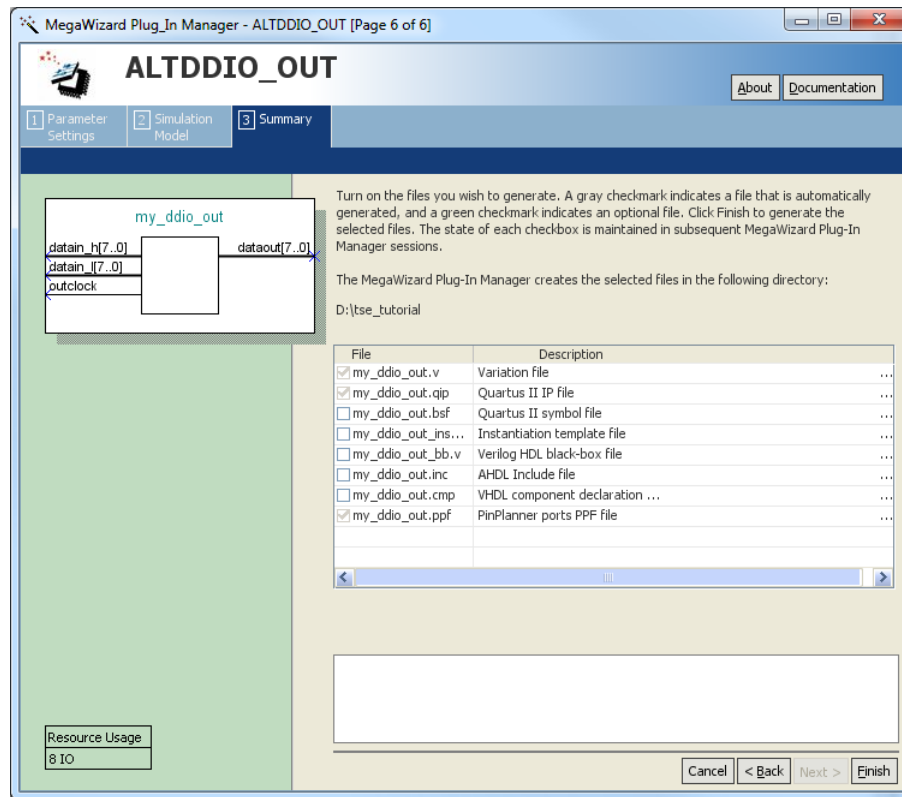 MegaWizard Plug_In Manager - ALTDDIO_OUT [Page 6 of 6]
ALTDDIO_OUT
About
Documentation
1 Parameter Settings
2 Simulation Model
3 Summary
my_ddio_out
datain_h[7..0]
dataout[7..0]
datain_l[7..0]
outclock
Turn on the files you wish to generate. A gray checkmark indicates a file that is automatically
generated, and a green checkmark indicates an optional file. Click Finish to generate the
selected files. The state of each checkbox is maintained in subsequent MegaWizard Plug-In
Manager sessions.
The MegaWizard Plug-In Manager creates the selected files in the following directory:
D:\tse_tutorial
File Description
my_ddio_out.v Variation file ...
my_ddio_out.qip Quartus II IP file ...
my_ddio_out.bsf Quartus II symbol file ...
my_ddio_out_ins... Instantiation template file ...
my_ddio_out_bb.v Verilog HDL black-box file ...
my_ddio_out.inc AHDL Include file ...
my_ddio_out.cmp VHDL component declaration ... ...
my_ddio_out.ppf PinPlanner ports PPF file ...
Resource Usage
8 IO
Cancel
< Back
Next >
Finish